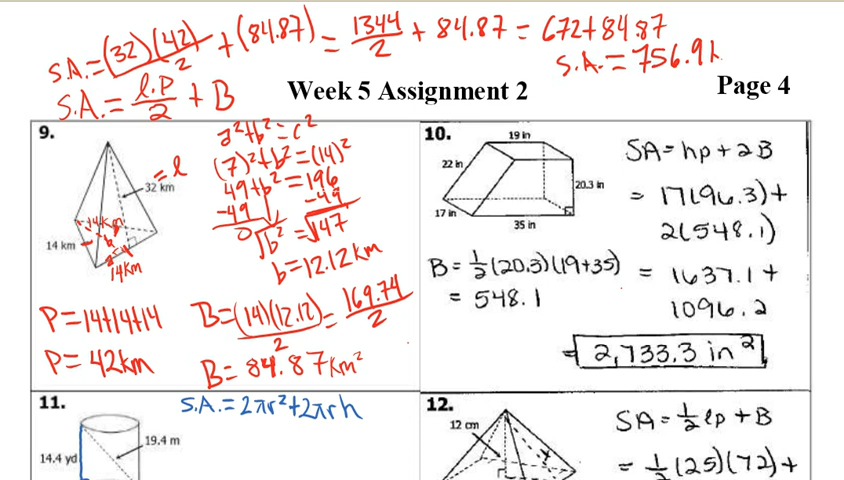 S.A.=(32)(42)/2 +(84.87)= 1344/2 + 84.87 = 672+84.87
S.A.=756.9
S.A.= l.P/2 + B
Week 5 Assignment 2
Page 4
9.
=l
32 km
14km
14 km
14km
a²+b²=c²
(7)²+b²=(14)²
49+b²=196
-49 -49
0 √b²=√147
b=12.12km
P=14+14+14
P=42km
B=(14)(12.12)/2=169.74/2
B=84.87km²
10.
19 in
22 in
20.3 in
17 in
35 in
SA=hp+2B
= 17(96.3)+
2(548.1)
B=½(20.3)(19+35)
= 548.1
= 1637.1+
1096.2
= 2,733.3 in²
11.
S.A.=2πr²+2πrh
19.4 m
14.4 yd
12.
12 cm
SA=½lp+B
=½(25)(72)+